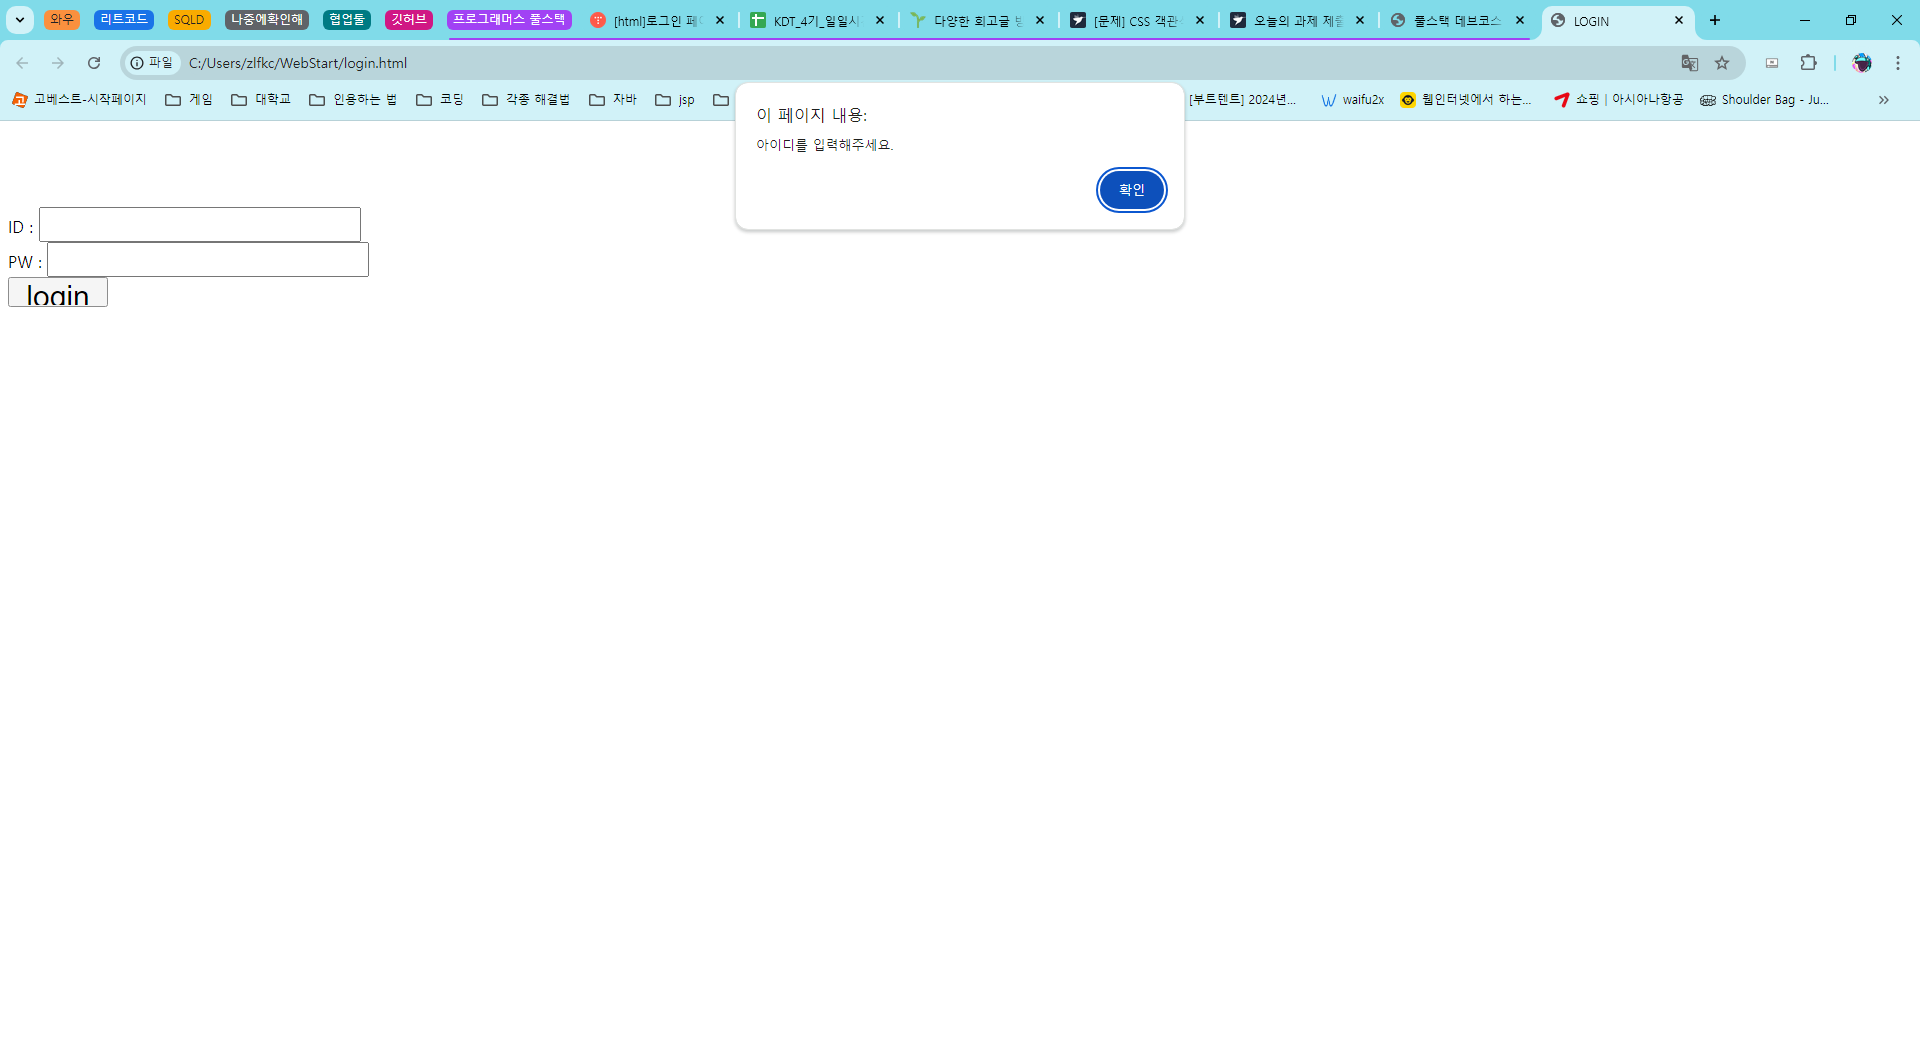 와우 리트코드 SQLD 나중에확인해 협업툴 깃허브 프로그래머스 풀스택 [html]로그인 페이 KDT_4기_일일시 다양한 회고글 [문제] CSS 객관 오늘의 과제 제출 풀스택 데브코스 LOGIN
파일 C:/Users/zlfkc/WebStart/login.html
고베스트-시작페이지 게임 대학교 인용하는 법 코딩 각종 해결법 자바 jsp [부트텐트] 2024년... waifu2x 웹인터넷에서 하는... 쇼핑 | 아시아나항공 Shoulder Bag - Ju...
이 페이지 내용:
아이디를 입력해주세요.
확인
ID :
PW :
login